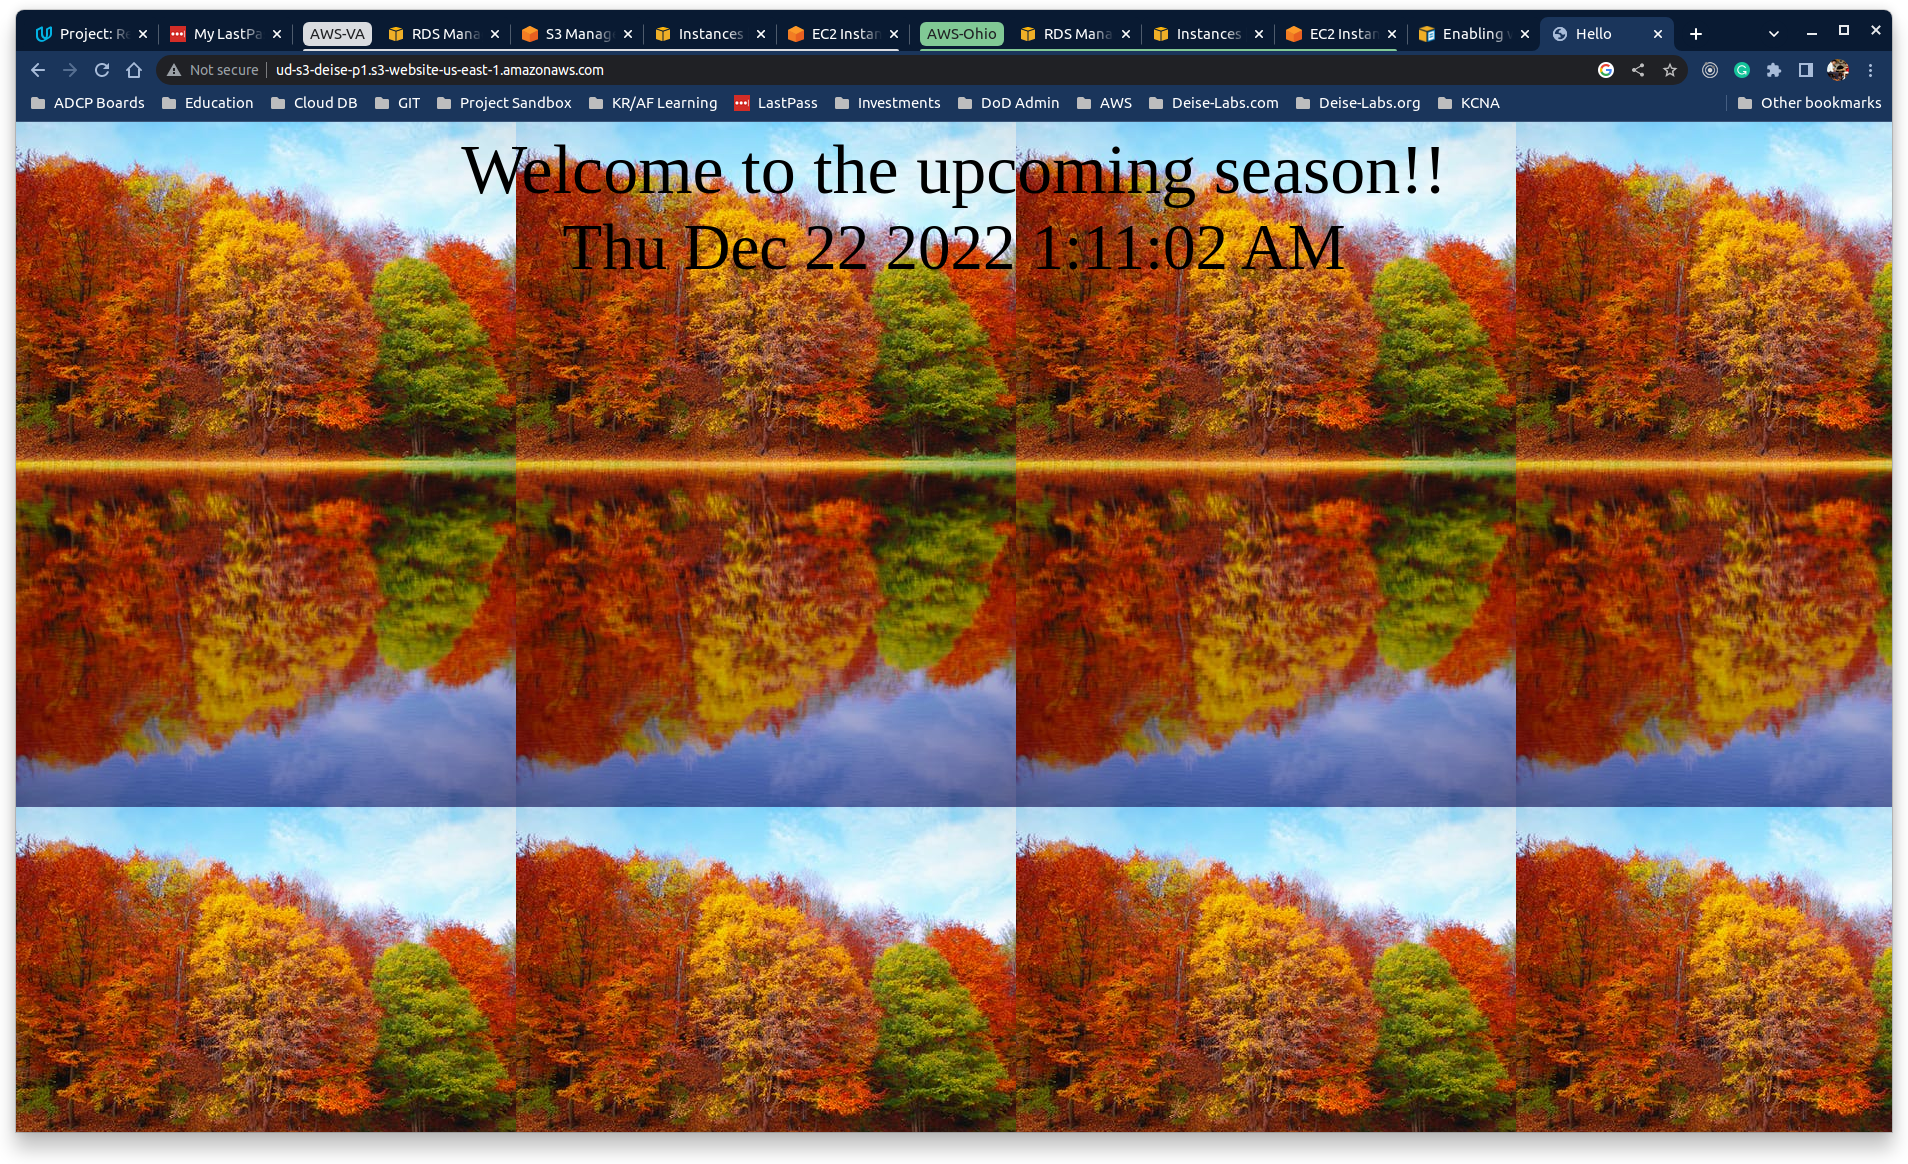 Project: Re
My LastPa
AWS-VA
RDS Mana
S3 Manag
Instances
EC2 Instan
AWS-Ohio
RDS Mana
Instances
EC2 Instan
Enabling v
Hello
Not secure
ud-s3-deise-p1.s3-website-us-east-1.amazonaws.com
ADCP Boards
Education
Cloud DB
GIT
Project Sandbox
KR/AF Learning
LastPass
Investments
DoD Admin
AWS
Deise-Labs.com
Deise-Labs.org
KCNA
Other bookmarks
Welcome to the upcoming season!!
Thu Dec 22 2022 1:11:02 AM